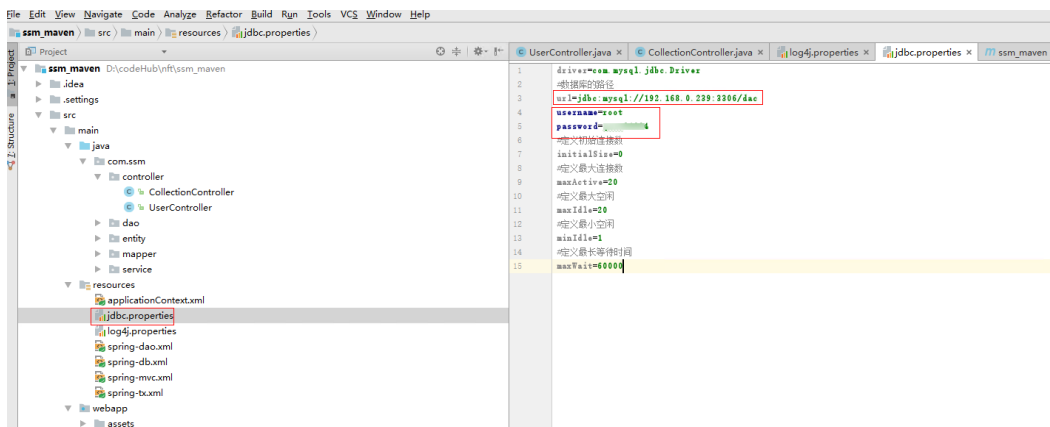 File Edit View Navigate Code Analyze Refactor Build Run Tools VCS Window Help
ssm_maven src main resources jdbc.properties
1: Project
7: Structure
Project
UserController.java × CollectionController.java × log4j.properties × jdbc.properties × m ssm_maven
ssm_maven D:\codeHub\nft\ssm_maven
.idea
.settings
src
main
java
com.ssm
controller
CollectionController
UserController
dao
entity
mapper
service
resources
applicationContext.xml
jdbc.properties
log4j.properties
spring-dao.xml
spring-db.xml
spring-mvc.xml
spring-tx.xml
webapp
assets
1 driver=com.mysql.jdbc.Driver
2 #数据库的路径
3 url=jdbc:mysql://192.168.0.239:3306/dac
4 username=root
5 password=
6 #定义初始连接数
7 initialSize=0
8 #定义最大连接数
9 maxActive=20
10 #定义最大空闲
11 maxIdle=20
12 #定义最小空闲
13 minIdle=1
14 #定义最长等待时间
15 maxWait=60000